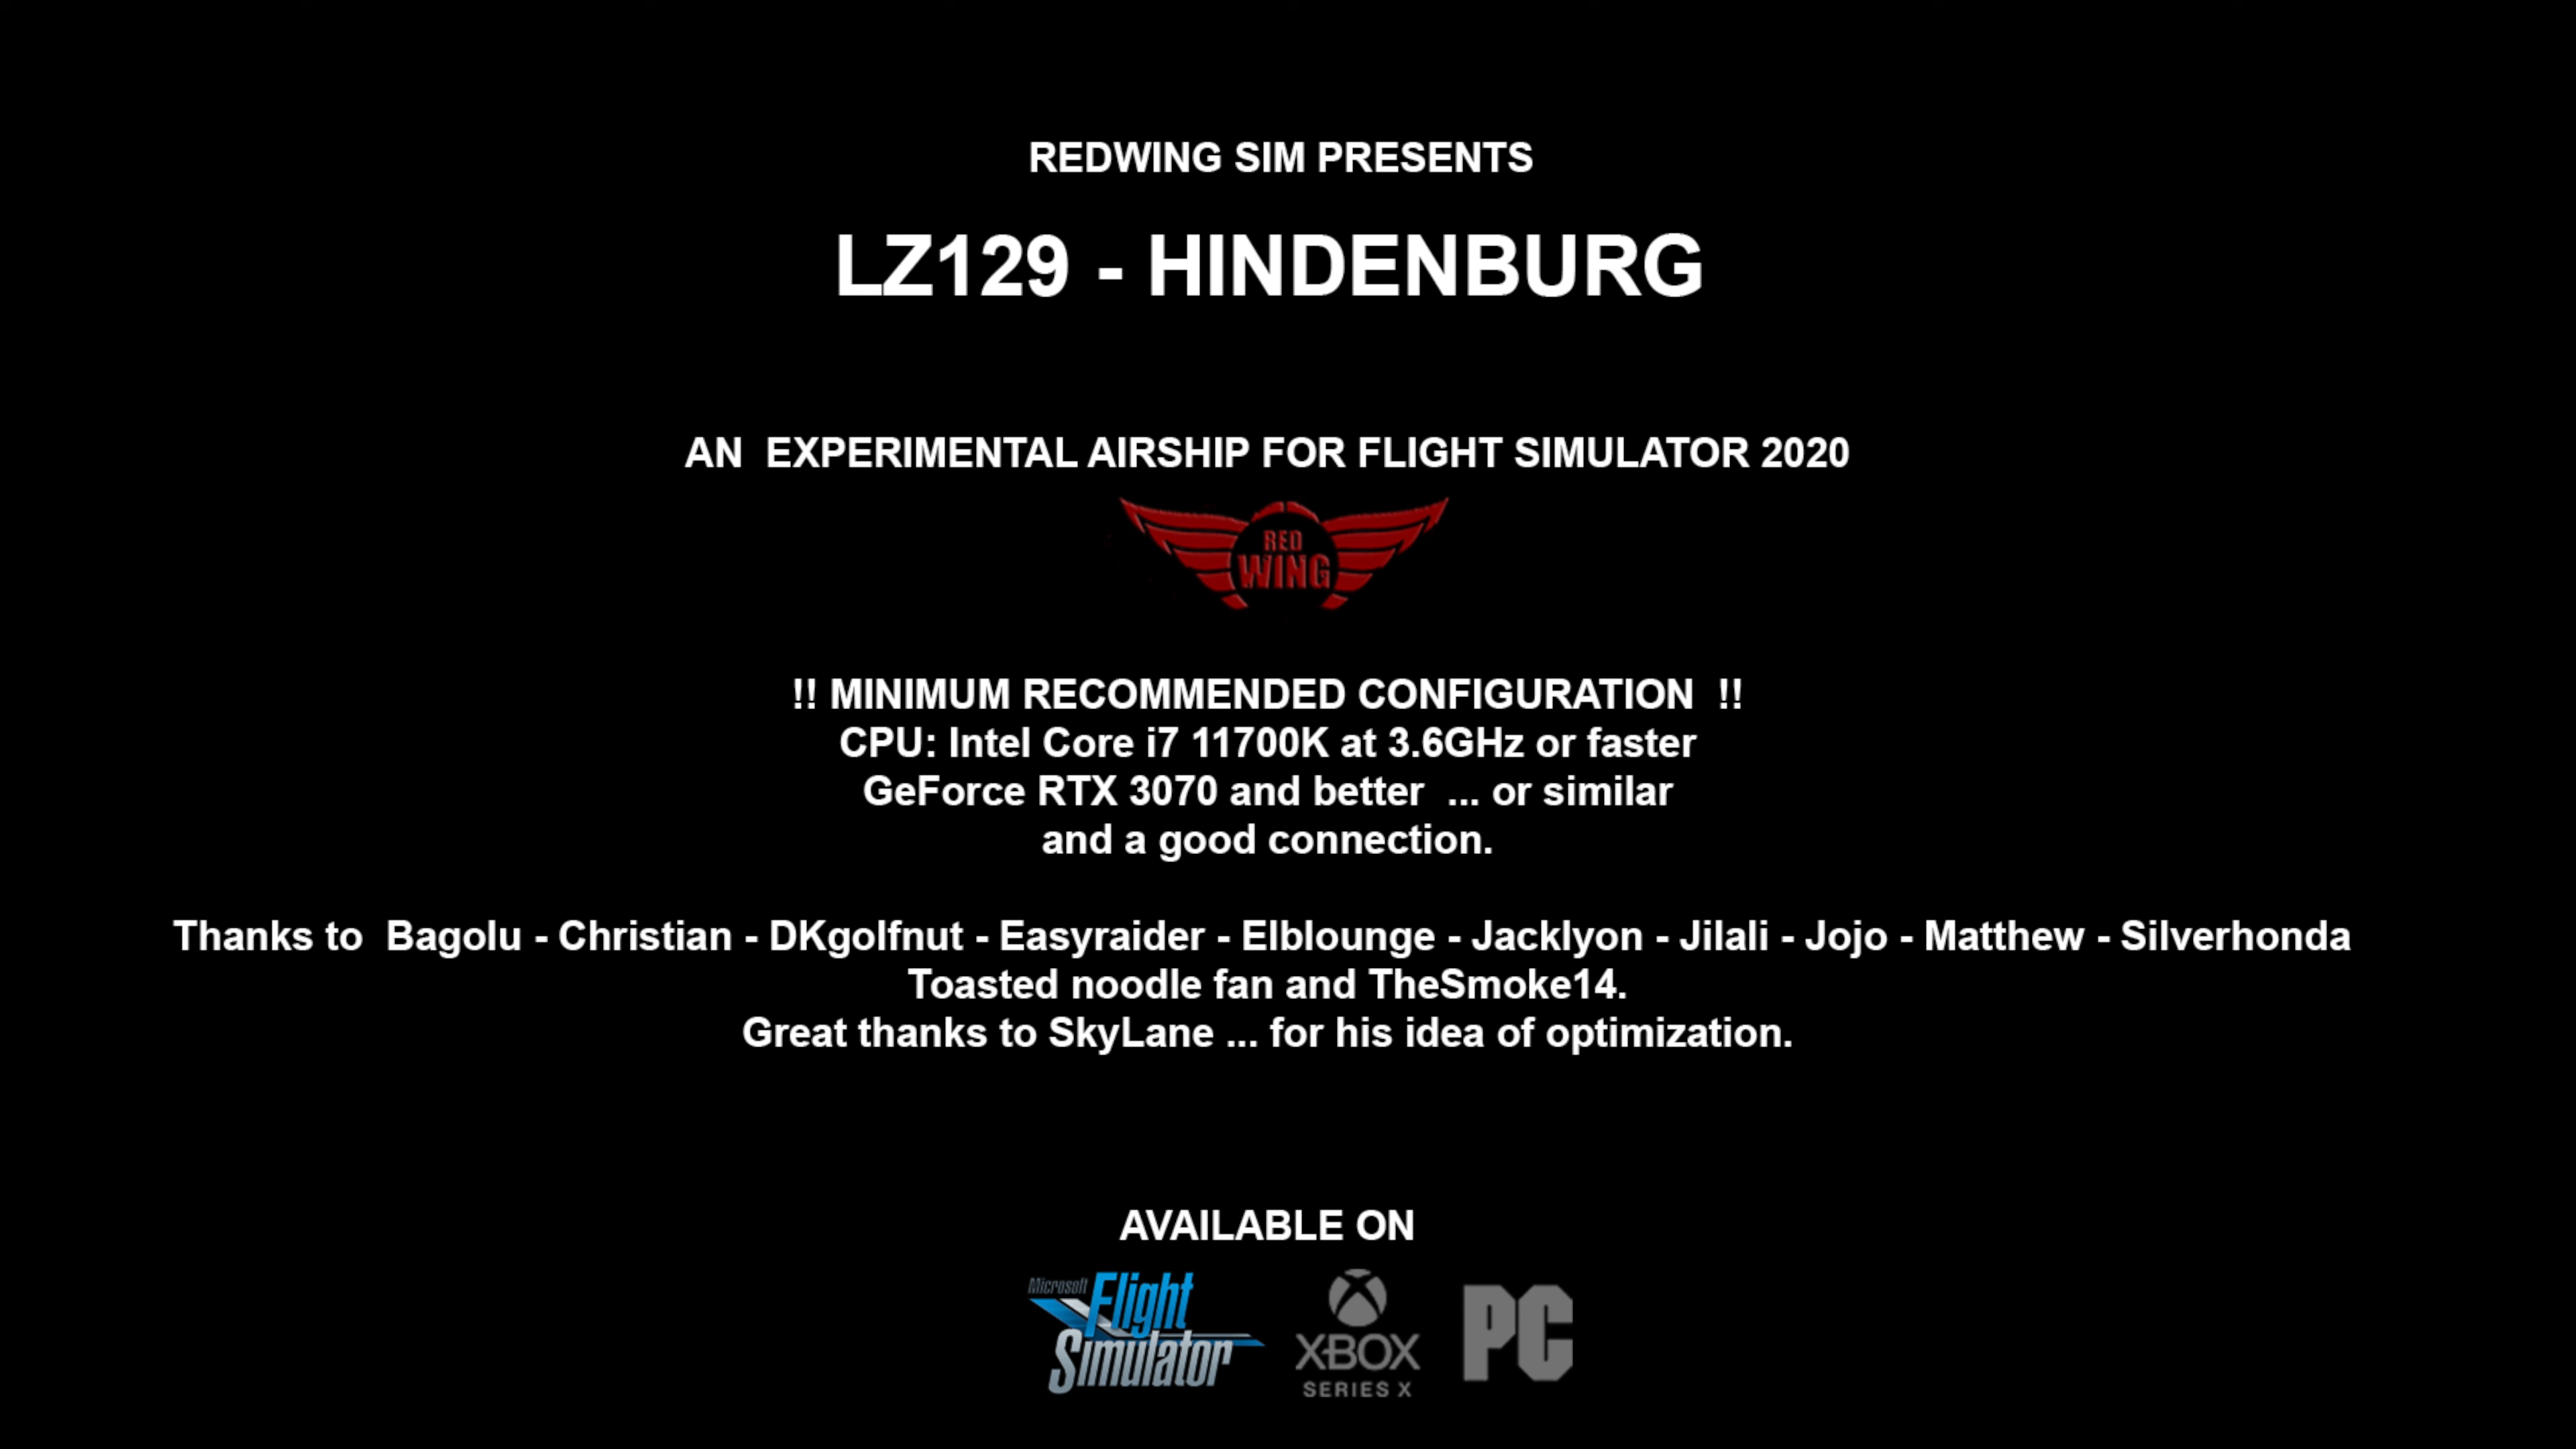 REDWING SIM PRESENTS
LZ129 - HINDENBURG
AN  EXPERIMENTAL AIRSHIP FOR FLIGHT SIMULATOR 2020
RED
WING
!! MINIMUM RECOMMENDED CONFIGURATION  !!
CPU: Intel Core i7 11700K at 3.6GHz or faster
GeForce RTX 3070 and better  ... or similar
and a good connection.
Thanks to  Bagolu - Christian - DKgolfnut - Easyraider - Elblounge - Jacklyon - Jilali - Jojo - Matthew - Silverhonda
Toasted noodle fan and TheSmoke14.
Great thanks to SkyLane ... for his idea of optimization.
AVAILABLE ON
Microsoft
Flight
Simulator
XBOX
SERIES X
PC